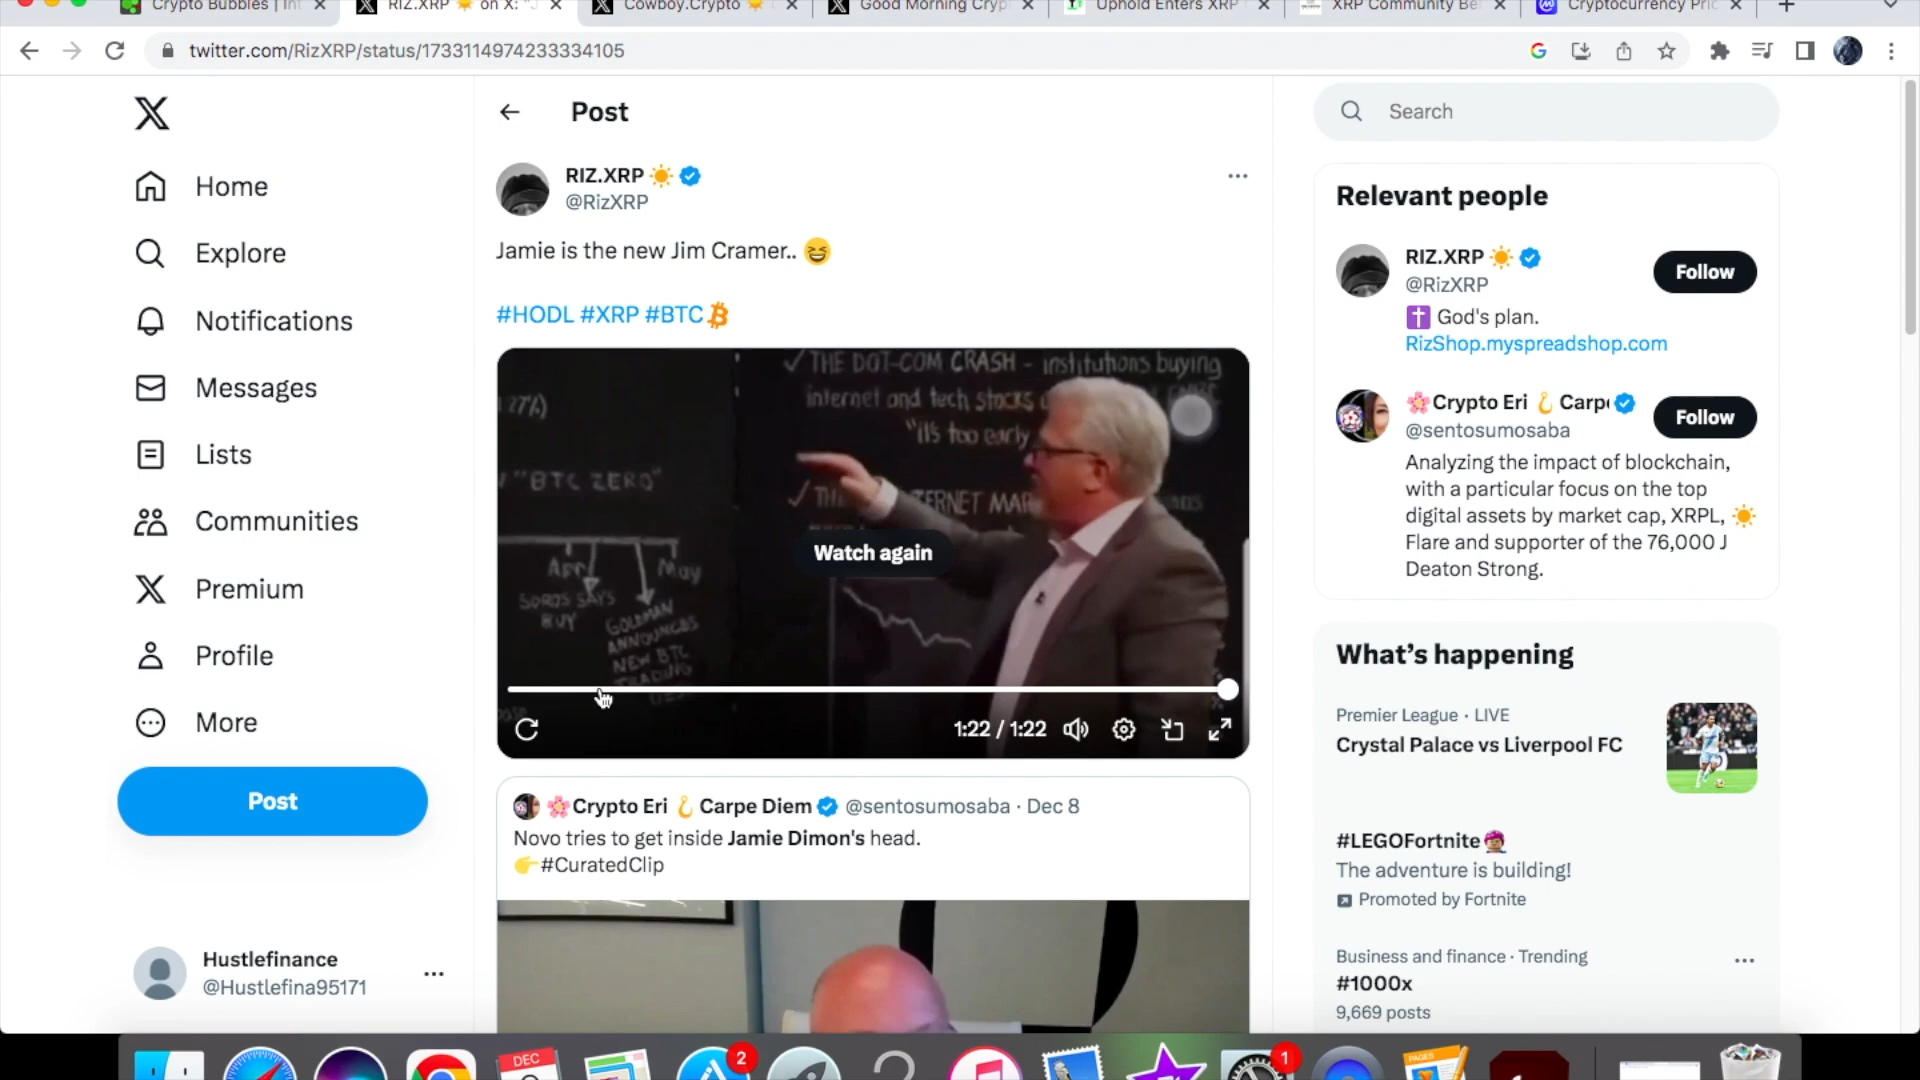 Crypto Bubbles | Int
RIZ.XRP ☀️ on X: "J
Cowboy.Crypto ☀️
Good Morning Cryp
Uphold Enters XRP
XRP Community Be
Cryptocurrency Pric
twitter.com/RizXRP/status/1733114974233334105
Home
Explore
Notifications
Messages
Lists
Communities
Premium
Profile
More
Post
Hustlefinance
@Hustlefina95171
Post
RIZ.XRP ☀️
@RizXRP
Jamie is the new Jim Cramer.. 😆
#HODL #XRP #BTC
THE DOT-COM CRASH - institutions buying
internet and tech stocks
"it's too early
"BTC ZERO"
Apr May
SOROS SAYS
BUY
GOLDMAN
ANNOUNCES
NEW BTC
TRADING
Watch again
1:22 / 1:22
🌸Crypto Eri 🪝Carpe Diem @sentosumosaba · Dec 8
Novo tries to get inside Jamie Dimon's head.
👉#CuratedClip
Search
Relevant people
RIZ.XRP ☀️
@RizXRP
Follow
✝️ God's plan.
RizShop.myspreadshop.com
🌸Crypto Eri 🪝Carp
@sentosumosaba
Follow
Analyzing the impact of blockchain,
with a particular focus on the top
digital assets by market cap, XRPL, ☀️
Flare and supporter of the 76,000 J
Deaton Strong.
What's happening
Premier League · LIVE
Crystal Palace vs Liverpool FC
#LEGOFortnite
The adventure is building!
Promoted by Fortnite
Business and finance · Trending
#1000x
9,669 posts
DEC
2
1
PAGES